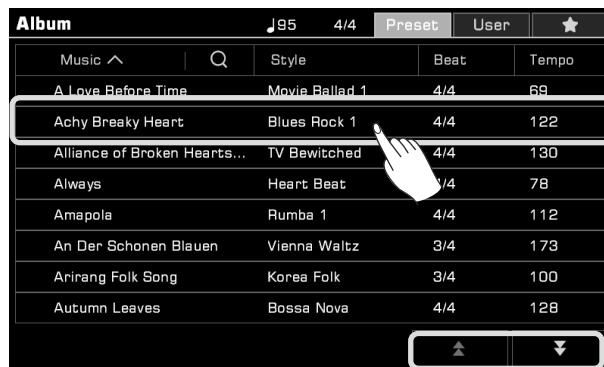 Album ♩95 4/4 Preset User ★
Music Style Beat Tempo
A Love Before Time Movie Ballad 1 4/4 69
Achy Breaky Heart Blues Rock 1 4/4 122
Alliance of Broken Hearts... TV Bewitched 4/4 130
Always Heart Beat 78
Amapola Rumba 1 4/4 112
An Der Schonen Blauen Vienna Waltz 3/4 173
Arirang Folk Song Korea Folk 3/4 100
Autumn Leaves Bossa Nova 4/4 128